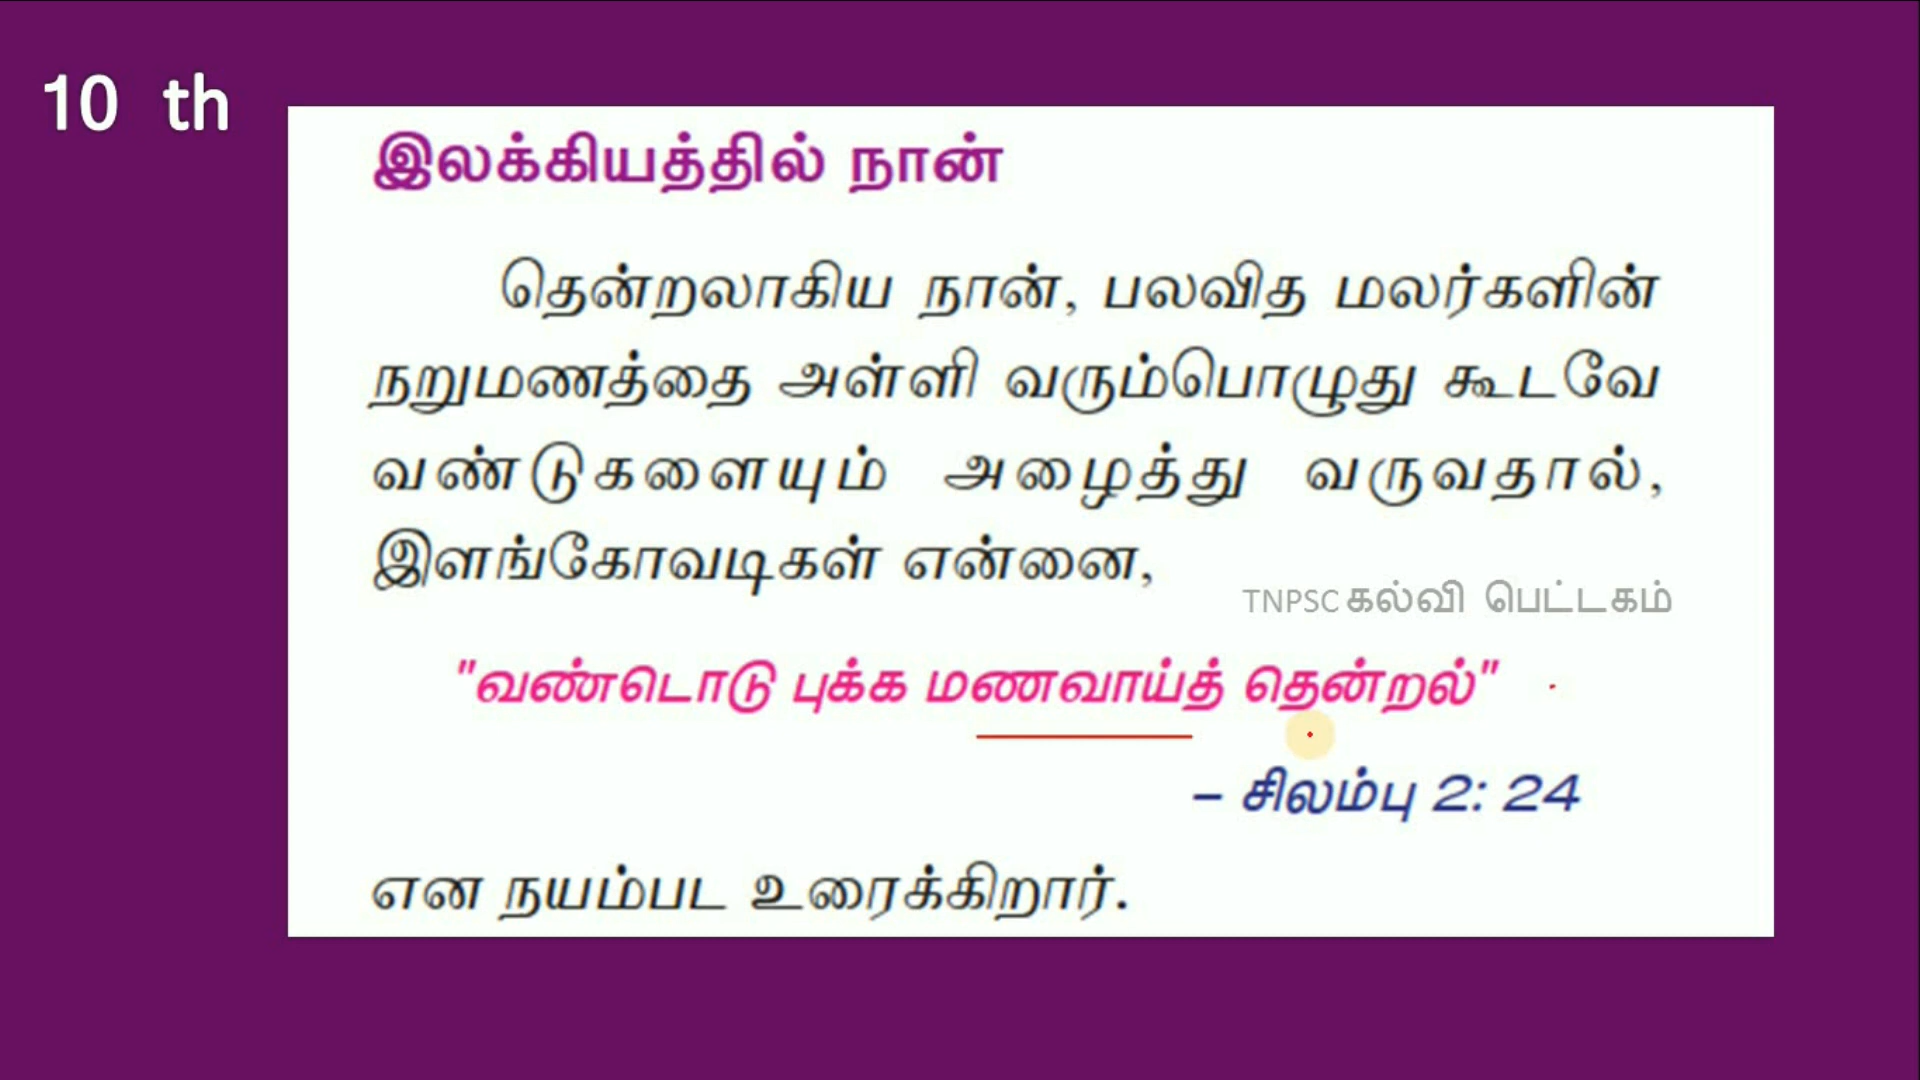 10 th
இலக்கியத்தில் நான்
தென்றலாகிய நான், பலவித மலர்களின்
நறுமணத்தை அள்ளி வரும்பொழுது கூடவே
வண்டுகளையும் அழைத்து வருவதால்,
இளங்கோவடிகள் என்னை,
TNPSC கல்வி பெட்டகம்
"வண்டொடு புக்க மணவாய்த் தென்றல்"
– சிலம்பு 2: 24
என நயம்பட உரைக்கிறார்.